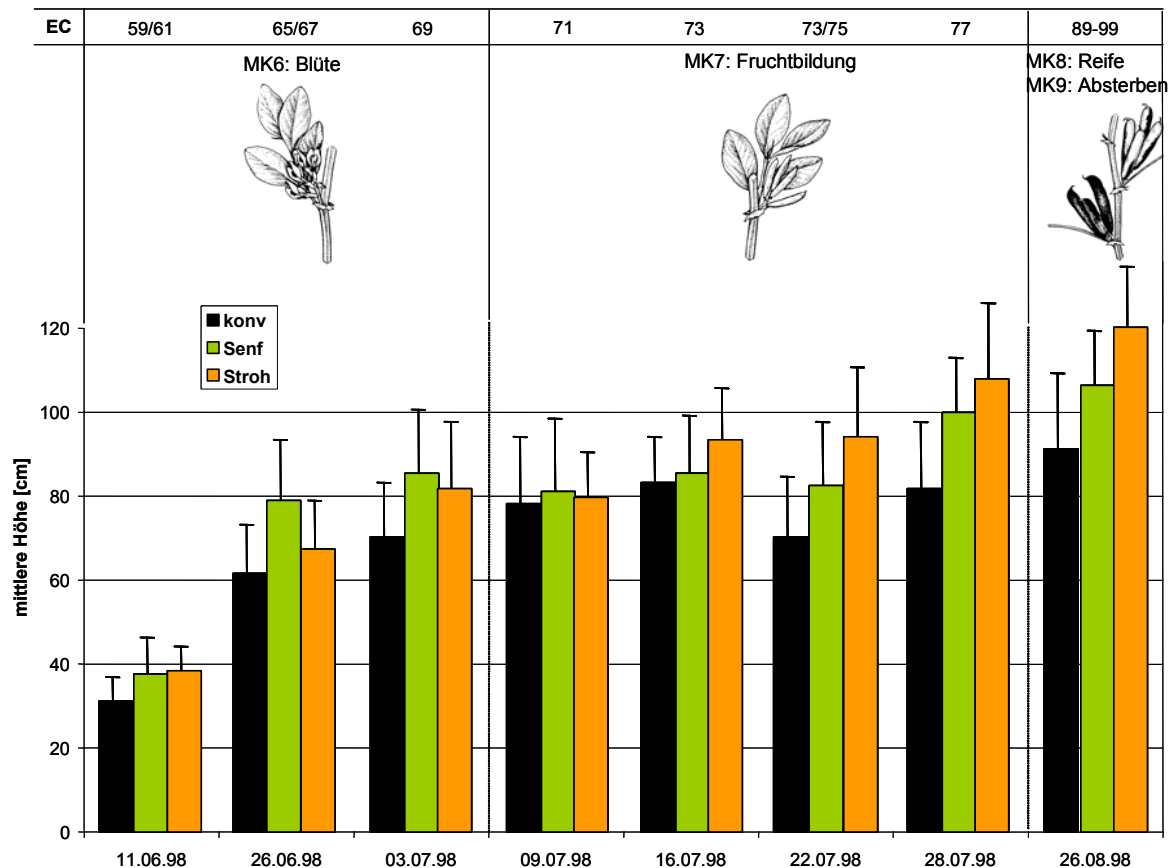 EC 59/61 65/67 69 71 73 73/75 77 89-99
MK6: Blüte MK7: Fruchtbildung MK8: Reife
MK9: Absterben
konv
Senf
Stroh
mittlere Höhe [cm]
120
100
80
60
40
20
0
11.06.98 26.06.98 03.07.98 09.07.98 16.07.98 22.07.98 28.07.98 26.08.98